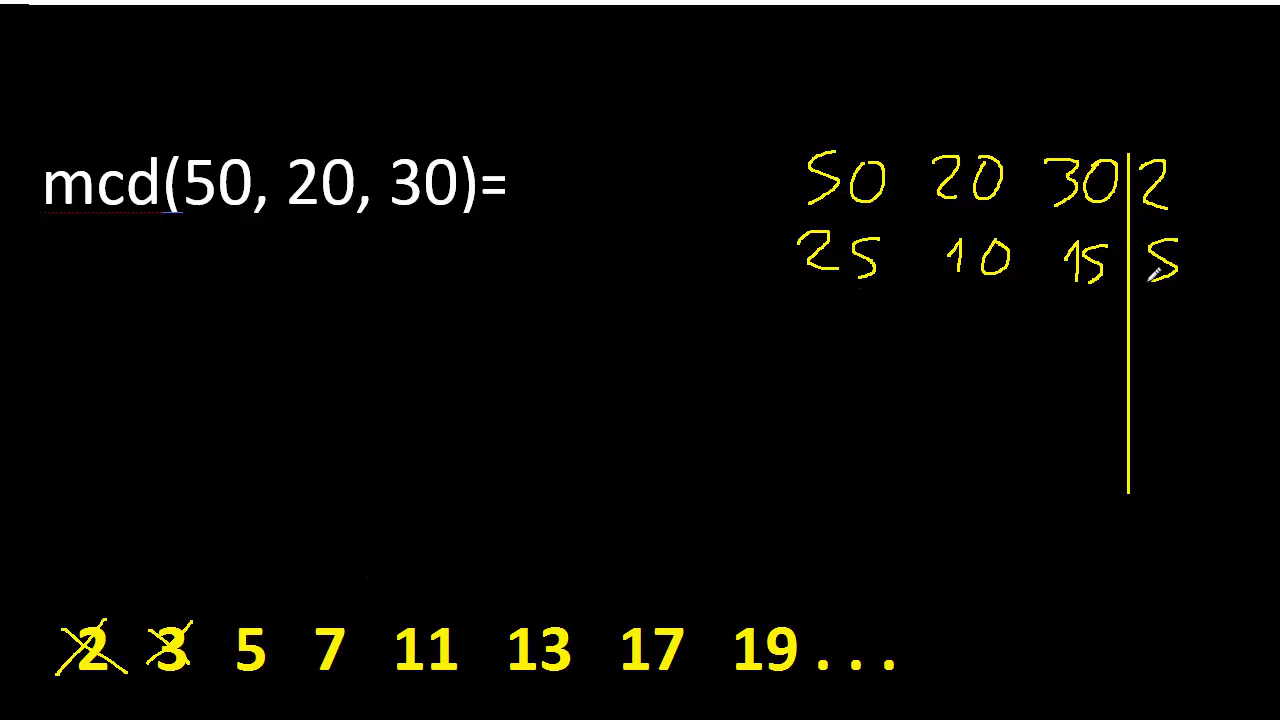 mcd(50, 20, 30)=
50 20 30 2
25 10 15 5
2 3 5 7 11 13 17 19 . . .